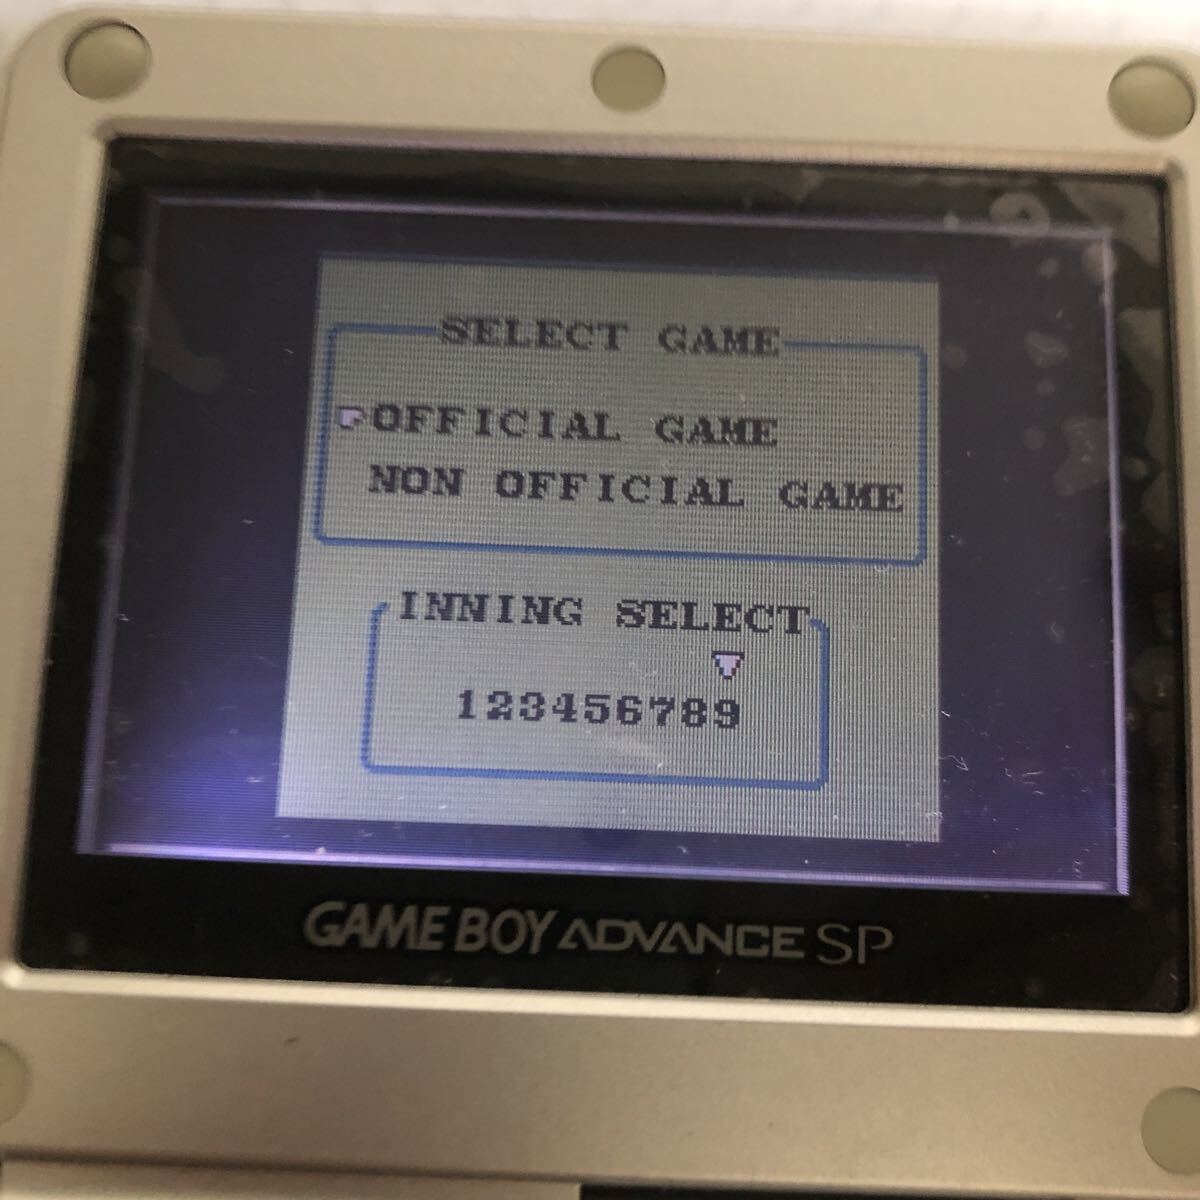 SELECT GAME
OFFICIAL GAME
NON OFFICIAL GAME
INNING SELECT
123456789
GAME BOY ADVANCE SP